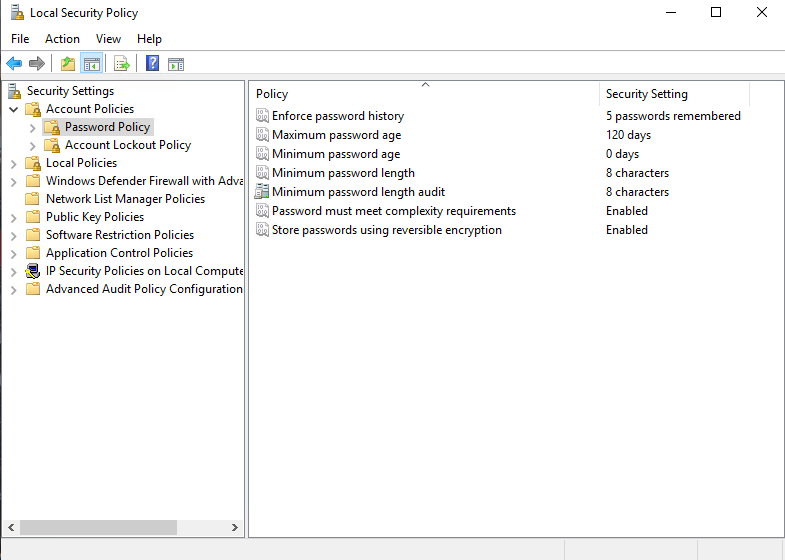 Local Security Policy
File Action View Help
Security Settings
Account Policies
Password Policy
Account Lockout Policy
Local Policies
Windows Defender Firewall with Adva
Network List Manager Policies
Public Key Policies
Software Restriction Policies
Application Control Policies
IP Security Policies on Local Compute
Advanced Audit Policy Configuration
Policy Security Setting
Enforce password history 5 passwords remembered
Maximum password age 120 days
Minimum password age 0 days
Minimum password length 8 characters
Minimum password length audit 8 characters
Password must meet complexity requirements Enabled
Store passwords using reversible encryption Enabled